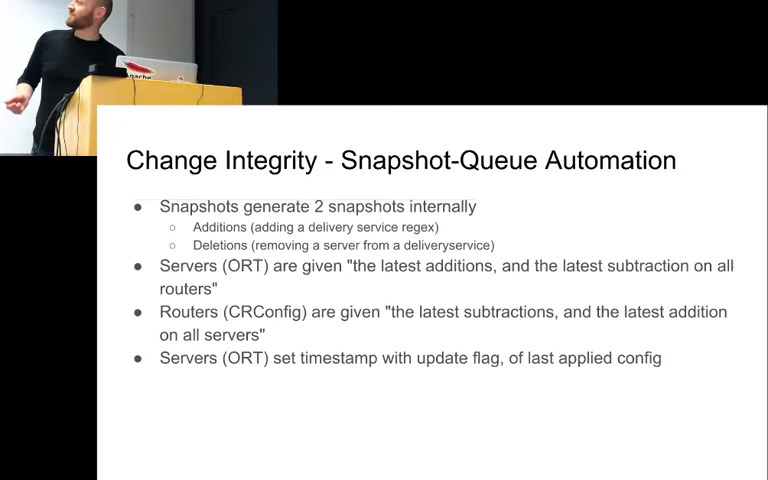 Apache
Change Integrity - Snapshot-Queue Automation
● Snapshots generate 2 snapshots internally
○ Additions (adding a delivery service regex)
○ Deletions (removing a server from a deliveryservice)
● Servers (ORT) are given "the latest additions, and the latest subtraction on all
routers"
● Routers (CRConfig) are given "the latest subtractions, and the latest addition
on all servers"
● Servers (ORT) set timestamp with update flag, of last applied config